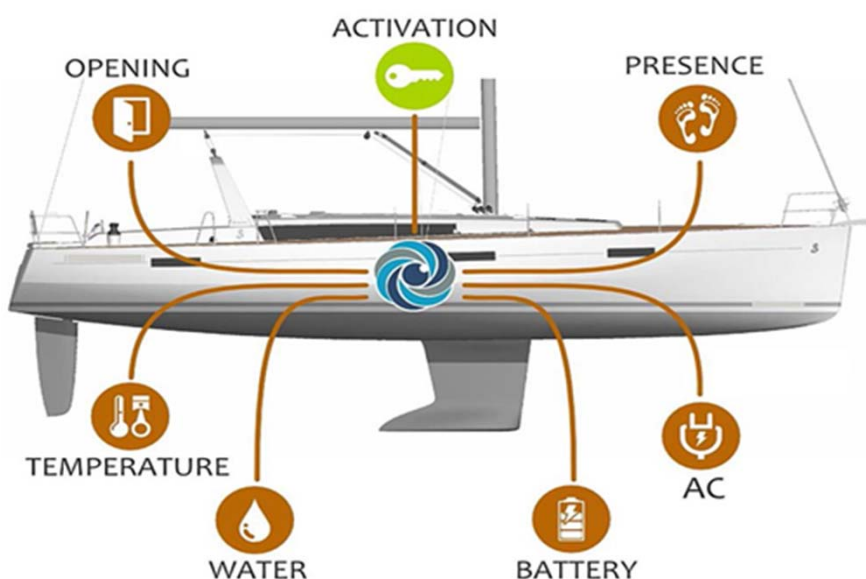 ACTIVATION
OPENING
PRESENCE
TEMPERATURE
AC
WATER
BATTERY